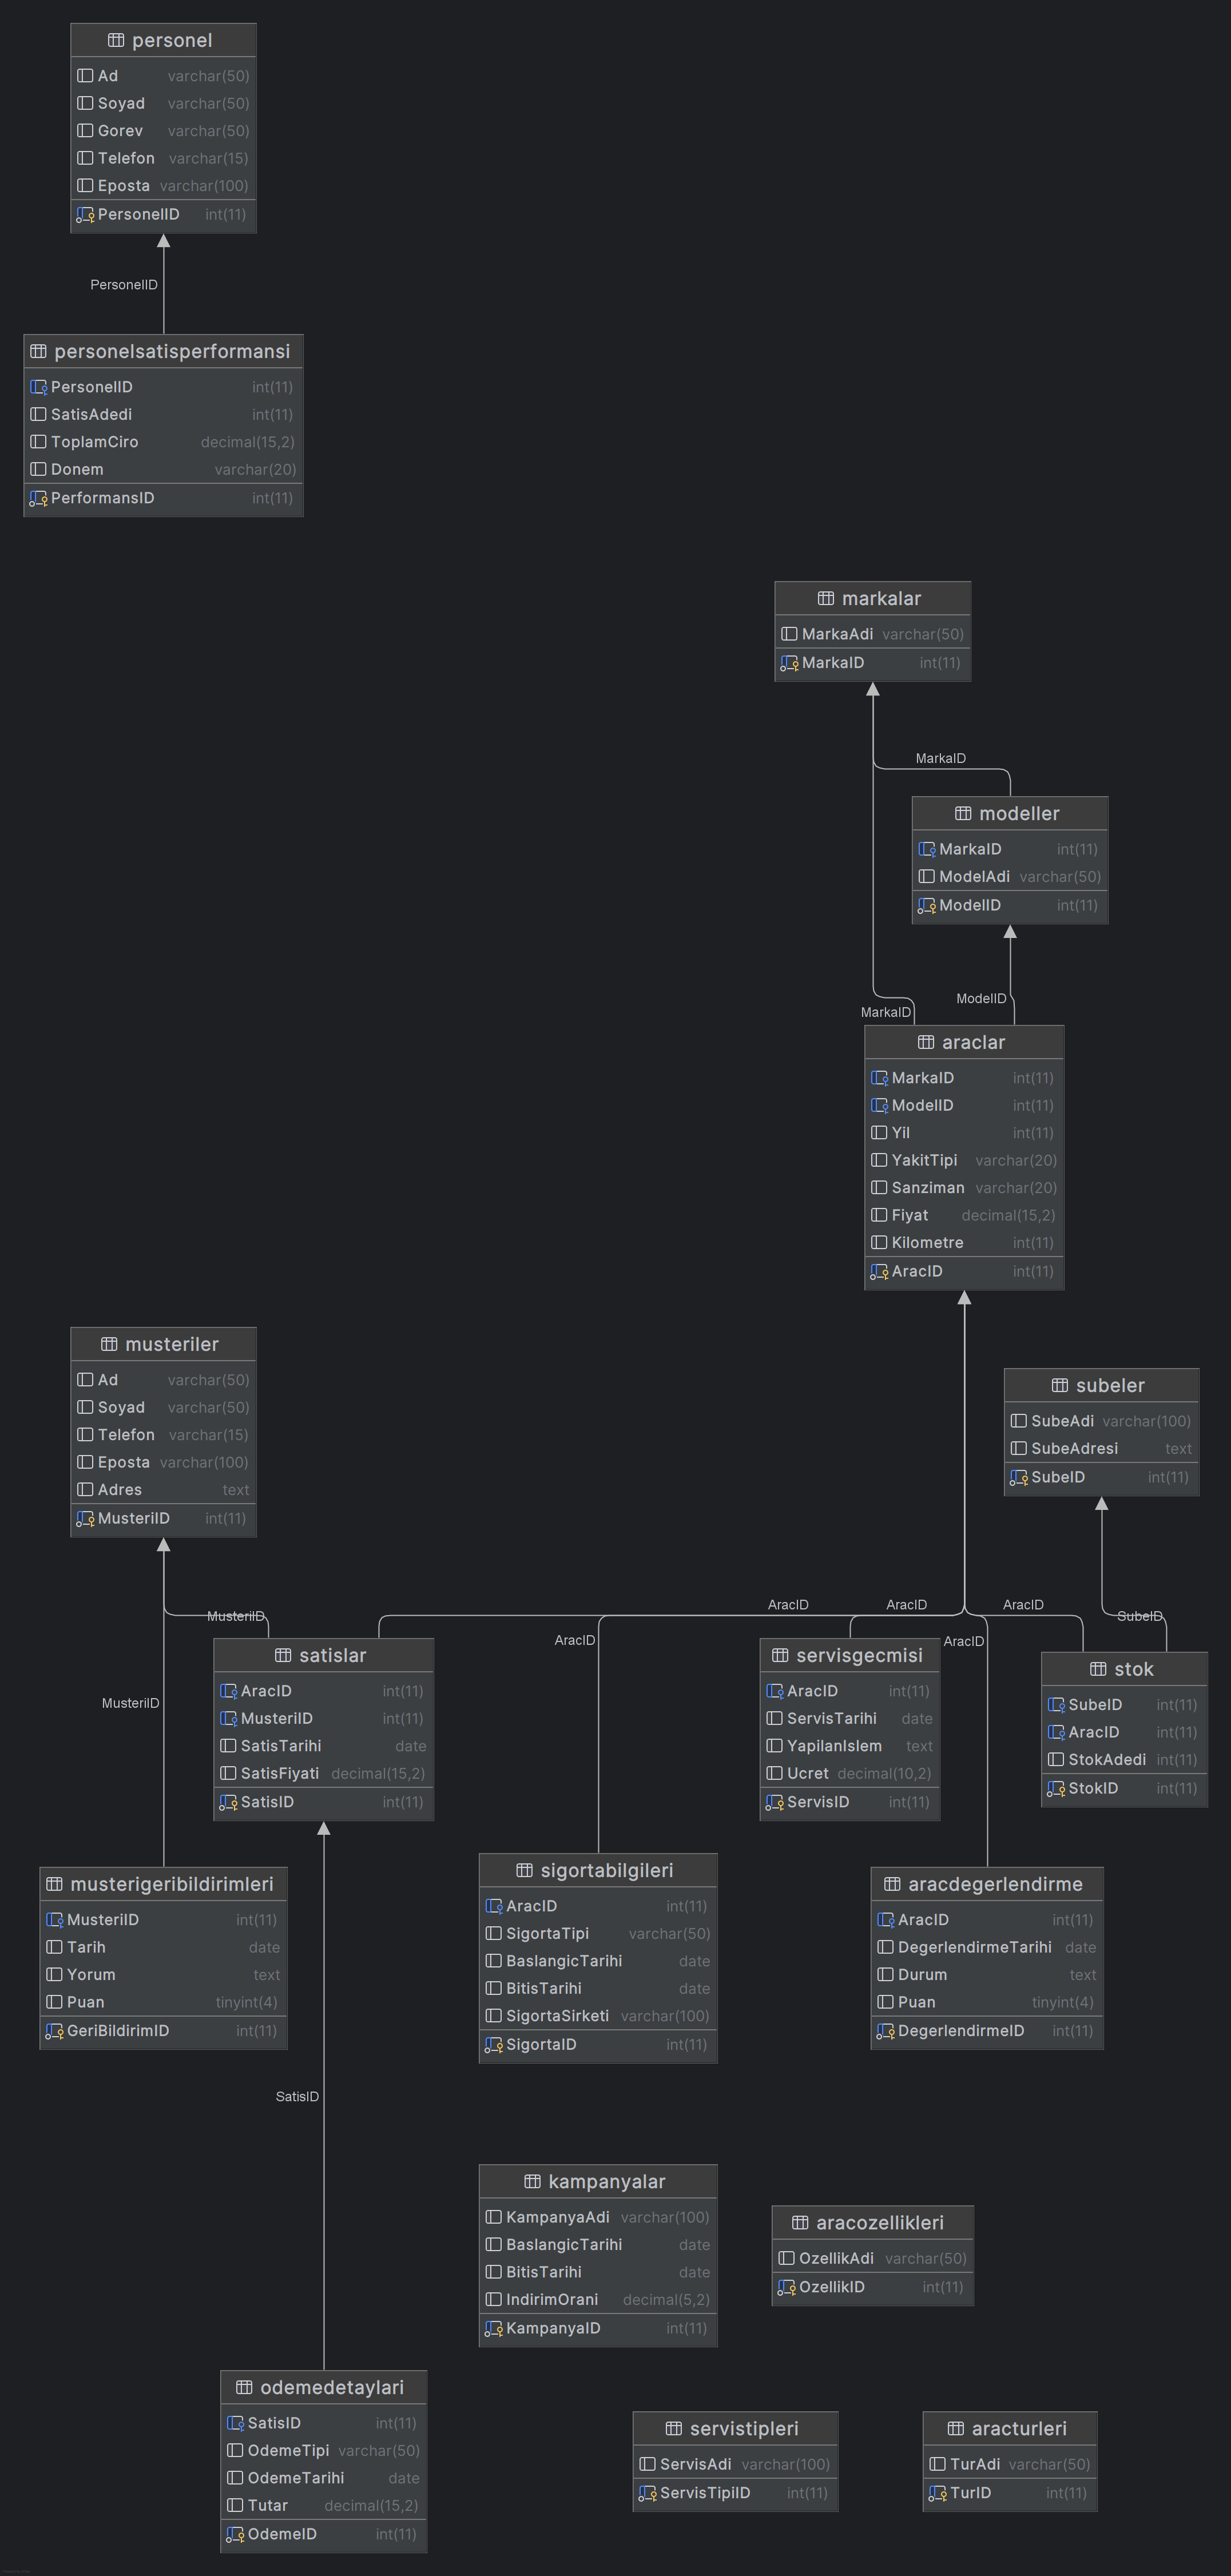 personel
Ad varchar(50)
Soyad varchar(50)
Gorev varchar(50)
Telefon varchar(15)
Eposta varchar(100)
PersonelID int(11)
PersonelID
personelsatisperformansi
PersonelID int(11)
SatisAdedi int(11)
ToplamCiro decimal(15,2)
Donem varchar(20)
PerformansID int(11)
markalar
MarkaAdi varchar(50)
MarkaID int(11)
MarkaID
modeller
MarkaID int(11)
ModelAdi varchar(50)
ModelID int(11)
ModelID
MarkaID
araclar
MarkaID int(11)
ModelID int(11)
Yil int(11)
YakitTipi varchar(20)
Sanziman varchar(20)
Fiyat decimal(15,2)
Kilometre int(11)
AracID int(11)
musteriler
Ad varchar(50)
Soyad varchar(50)
Telefon varchar(15)
Eposta varchar(100)
Adres text
MusteriID int(11)
subeler
SubeAdi varchar(100)
SubeAdresi text
SubeID int(11)
MusteriID
AracID
AracID
AracID
SubeID
AracID
AracID
MusteriID
satislar
AracID int(11)
MusteriID int(11)
SatisTarihi date
SatisFiyati decimal(15,2)
SatisID int(11)
servisgecmisi
AracID int(11)
ServisTarihi date
YapilanIslem text
Ucret decimal(10,2)
ServisID int(11)
stok
SubeID int(11)
AracID int(11)
StokAdedi int(11)
StokID int(11)
musterigeribildirimleri
MusteriID int(11)
Tarih date
Yorum text
Puan tinyint(4)
GeriBildirimID int(11)
sigortabilgileri
AracID int(11)
SigortaTipi varchar(50)
BaslangicTarihi date
BitisTarihi date
SigortaSirketi varchar(100)
SigortaID int(11)
aracdegerlendirme
AracID int(11)
DegerlendirmeTarihi date
Durum text
Puan tinyint(4)
DegerlendirmeID int(11)
SatisID
kampanyalar
KampanyaAdi varchar(100)
BaslangicTarihi date
BitisTarihi date
IndirimOrani decimal(5,2)
KampanyaID int(11)
aracozellikleri
OzellikAdi varchar(50)
OzellikID int(11)
odemedetaylari
SatisID int(11)
OdemeTipi varchar(50)
OdemeTarihi date
Tutar decimal(15,2)
OdemeID int(11)
servistipleri
ServisAdi varchar(100)
ServisTipiID int(11)
aracturleri
TurAdi varchar(50)
TurID int(11)